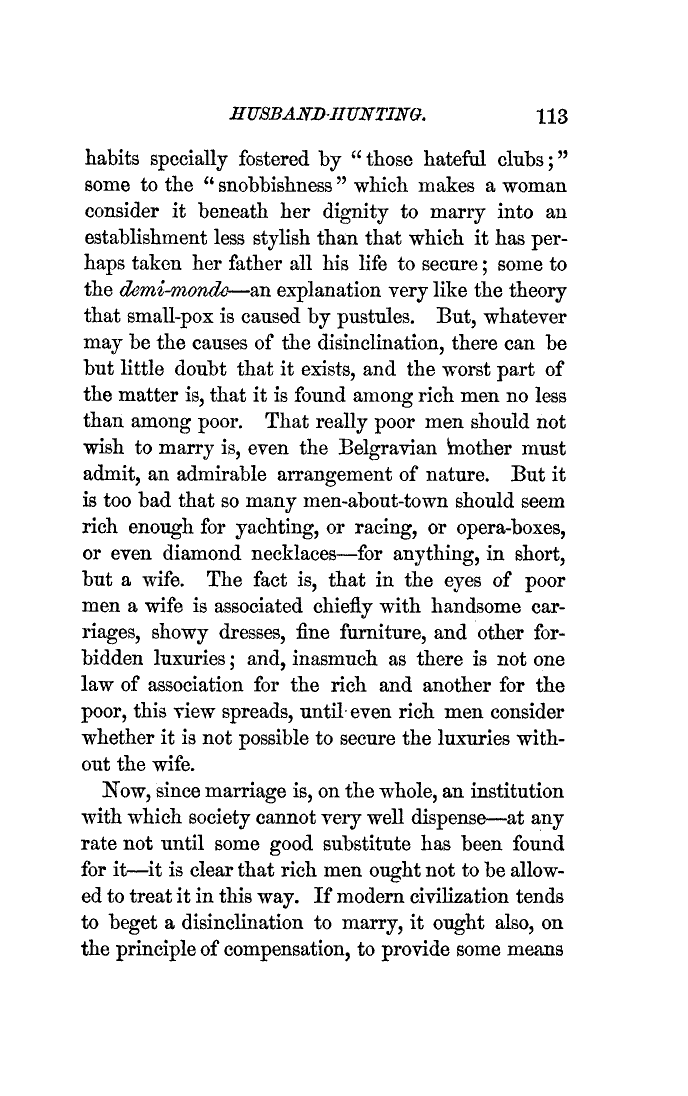 HUSBAND-HUNTING. 113
habits specially fostered by “those hateful clubs;”
some to the “snobbishness” which makes a woman
consider it beneath her dignity to marry into an
establishment less stylish than that which it has per-
haps taken her father all his life to secure; some to
the demi-monde—an explanation very like the theory
that small-pox is caused by pustules. But, whatever
may be the causes of the disinclination, there can be
but little doubt that it exists, and the worst part of
the matter is, that it is found among rich men no less
than among poor. That really poor men should not
wish to marry is, even the Belgravian mother must
admit, an admirable arrangement of nature. But it
is too bad that so many men-about-town should seem
rich enough for yachting, or racing, or opera-boxes,
or even diamond necklaces—for anything, in short,
but a wife. The fact is, that in the eyes of poor
men a wife is associated chiefly with handsome car-
riages, showy dresses, fine furniture, and other for-
bidden luxuries; and, inasmuch as there is not one
law of association for the rich and another for the
poor, this view spreads, until even rich men consider
whether it is not possible to secure the luxuries with-
out the wife.
Now, since marriage is, on the whole, an institution
with which society cannot very well dispense—at any
rate not until some good substitute has been found
for it—it is clear that rich men ought not to be allow-
ed to treat it in this way. If modern civilization tends
to beget a disinclination to marry, it ought also, on
the principle of compensation, to provide some means